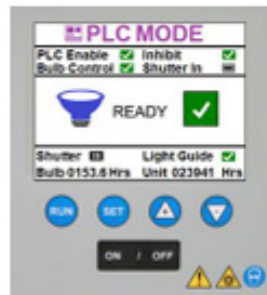 PLC MODE
PLC Enable Inhibit
Bulb Control Shutter In
READY
Shutter Light Guide
Bulb 0153.6 Hrs Unit 023941 Hrs
RUN SET
ON / OFF